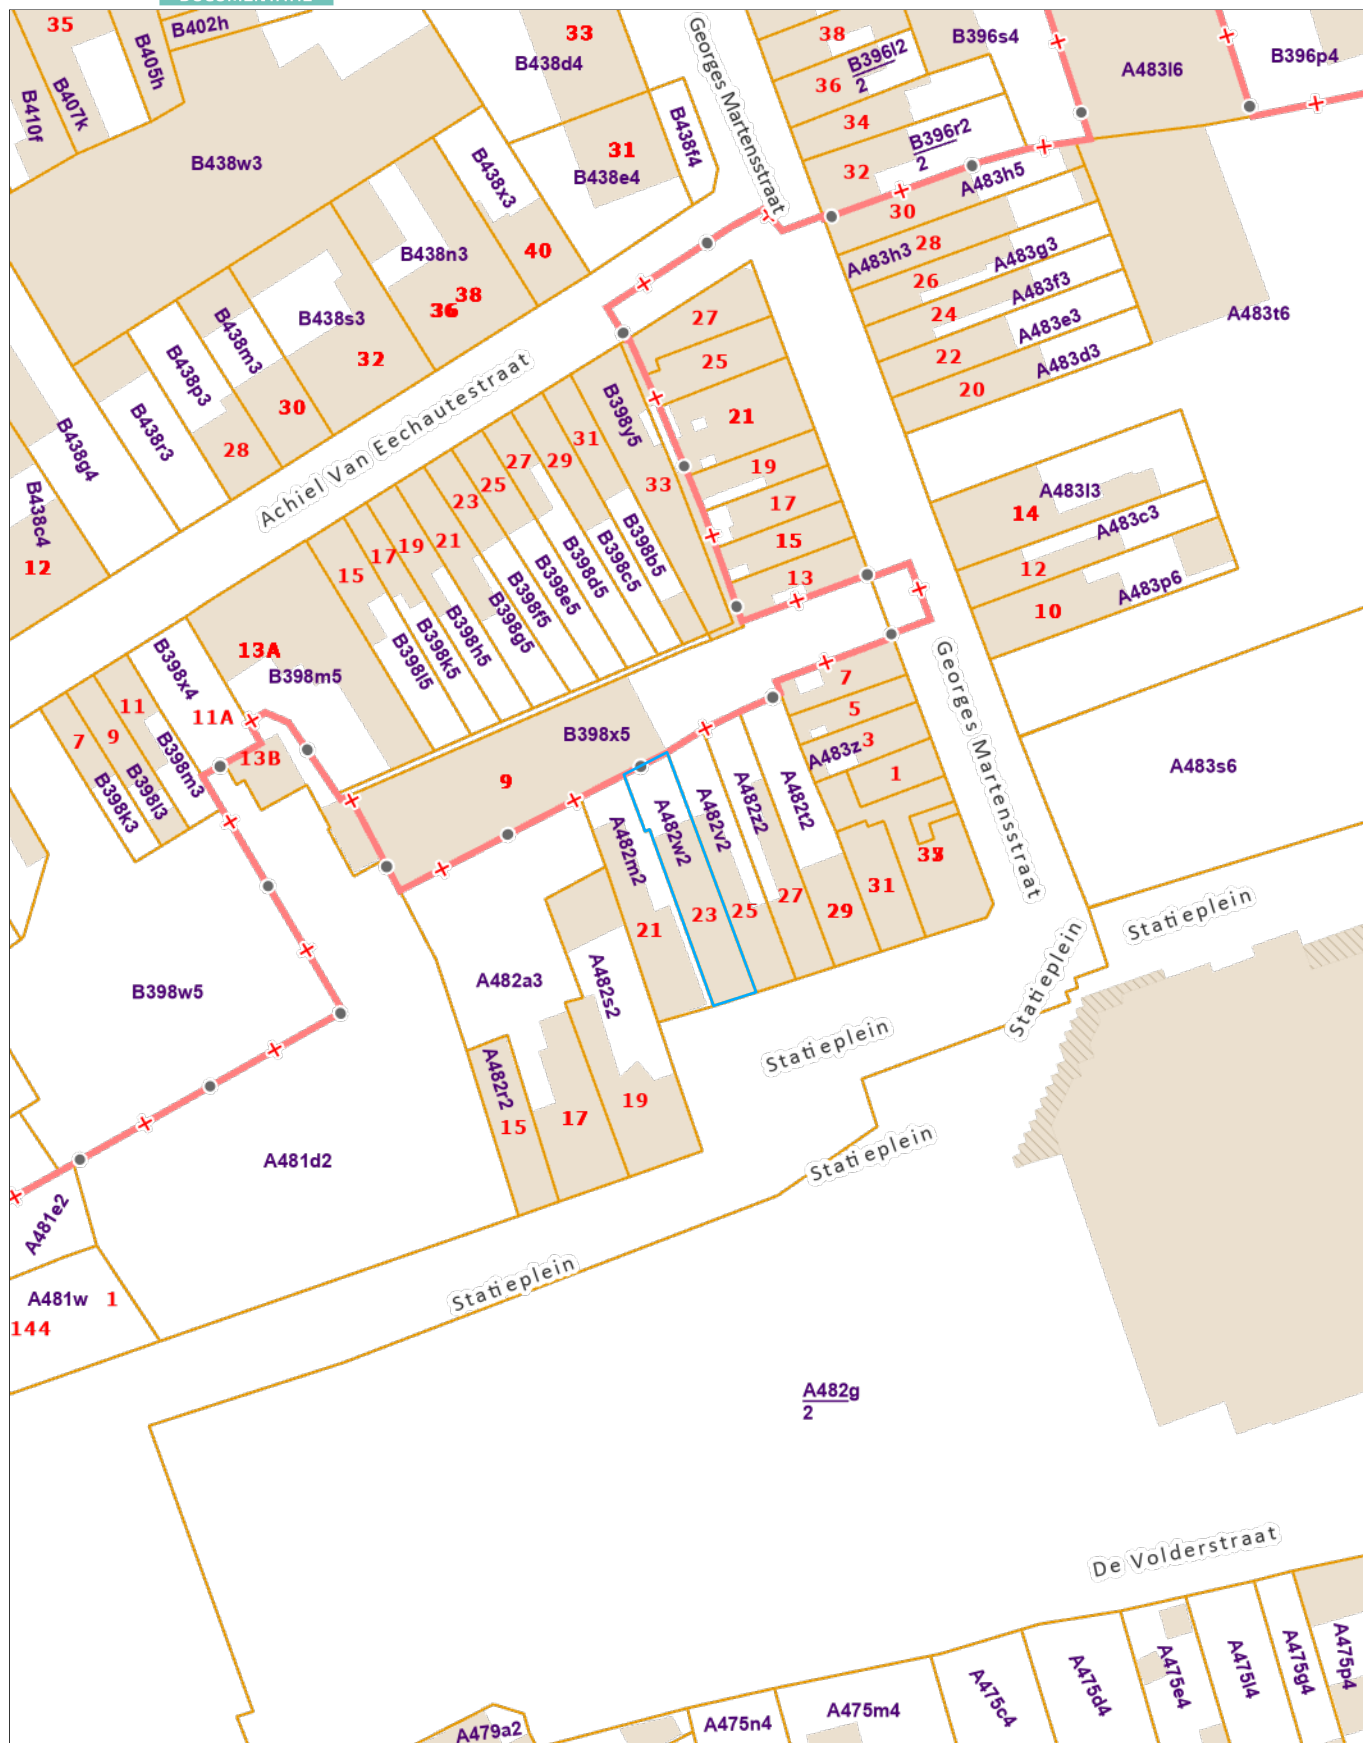 35
B402h
B405h
B407k
B410f
33
B438d4
Georges Martensstraat
38
B396l2
2
36
B396s4
A483l6
B396p4
34
B396r2
2
32
B438w3
B438x3
31
B438e4
B438f4
A483h5
30
40
B438n3
38
36
A483h3
28
A483g3
26
A483f3
24
A483e3
22
A483d3
20
A483t6
B438m3
B438s3
32
27
25
B438p3
30
28
B438r3
B438g4
Achiel Van Eechautestraat
B398y5
21
31
27
29
25
23
33
19
17
15
13
B438c4
12
A483l3
14
A483c3
12
A483p6
10
21
19
17
15
B398b5
B398c5
B398d5
B398e5
B398f5
B398g5
B398h5
B398k5
B398l5
13A
B398m5
B398x4
11A
11
9
7
B398m3
B398l3
B398k3
13B
B398x5
9
7
5
3
A483z
1
Georges Martensstraat
A483s6
A482t2
A482z2
A482v2
A482w2
A482m2
21
23
25
27
29
31
Statieplein
Statieplein
B398w5
A482a3
A482s2
A482r2
15
17
19
Statieplein
Statieplein
A481d2
A481e2
Statieplein
A481w
1
144
A482g
2
De Volderstraat
A475p4
A475g4
A475l4
A475e4
A475d4
A475c4
A475m4
A475n4
A479a2